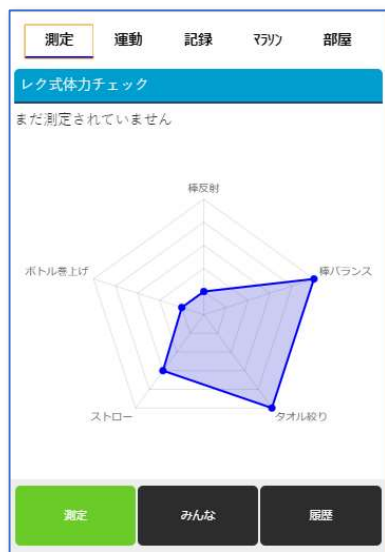 測定 運動 記録 マラソン 部屋
レク式体力チェック
まだ測定されていません
棒反射
ボトル巻上げ 棒バランス
ストロー タオル絞り
測定 みんな 履歴